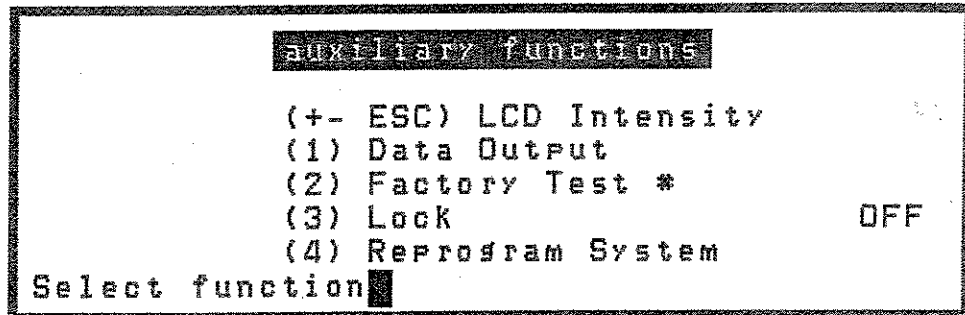 auxiliary functions
(+- ESC) LCD Intensity
(1) Data Output
(2) Factory Test *
(3) Lock OFF
(4) Reprogram System
Select function